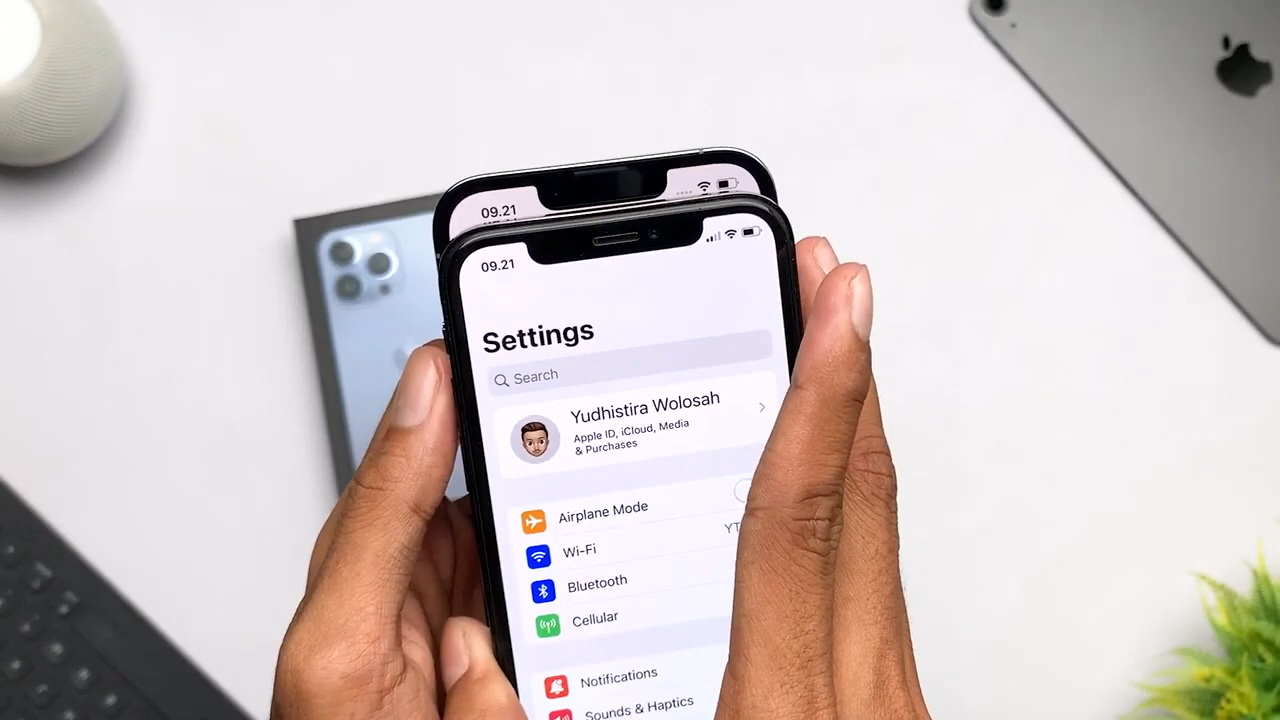 09.21
09.21
Settings
Search
Yudhistira Wolosah
Apple ID, iCloud, Media
& Purchases
Airplane Mode
Wi-Fi
YT
Bluetooth
Cellular
Notifications
Sounds & Haptics